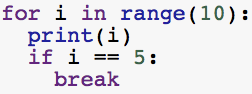 for i in range(10):
  print(i)
  if i == 5:
    break